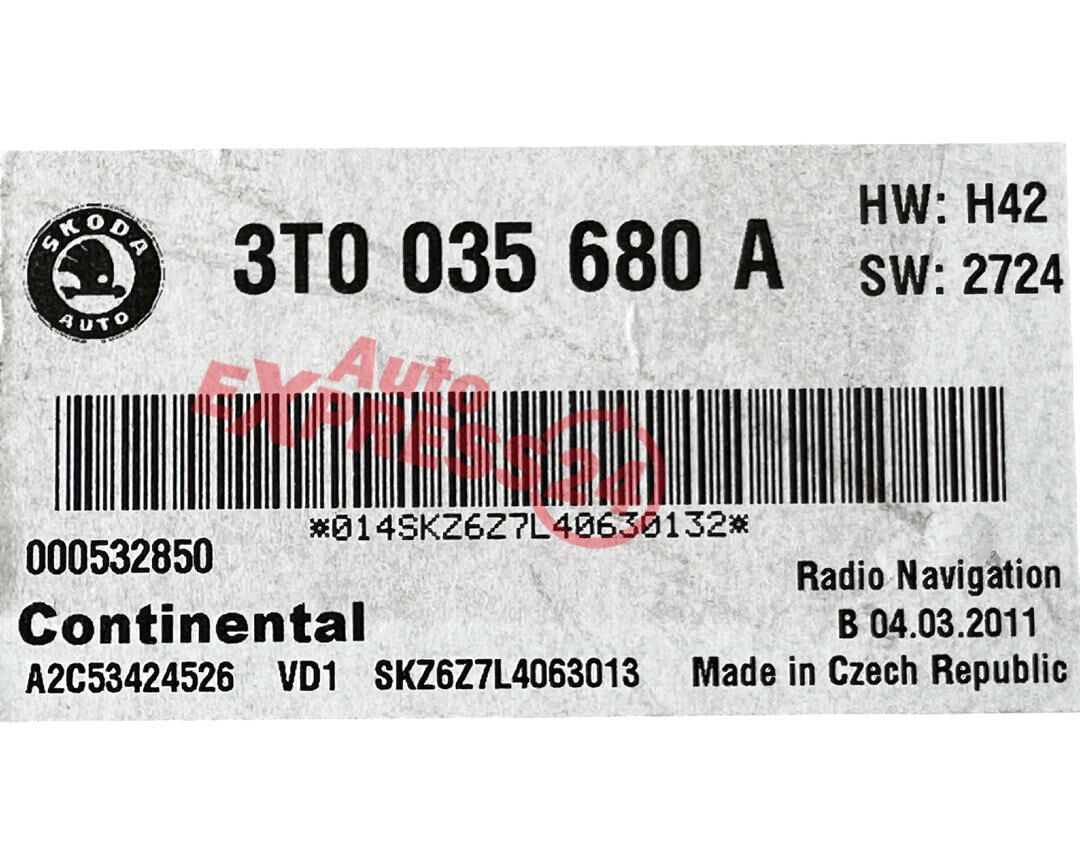 SKODA
AUTO
3T0 035 680 A
HW: H42
SW: 2724
Auto
EXPRESS24
*014SKZ6Z7L40630132*
000532850
Radio Navigation
Continental
B 04.03.2011
A2C53424526 VD1 SKZ6Z7L4063013 Made in Czech Republic